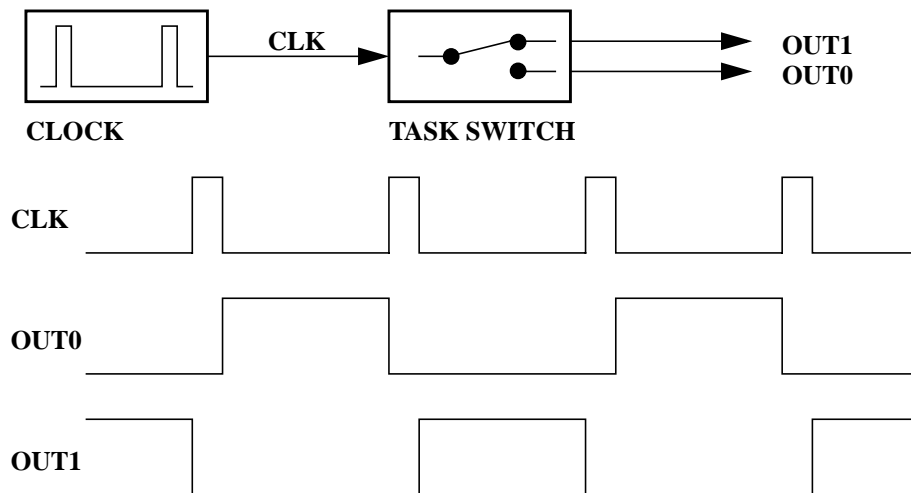 CLK
OUT1
OUT0
CLOCK
TASK SWITCH
CLK
OUT0
OUT1